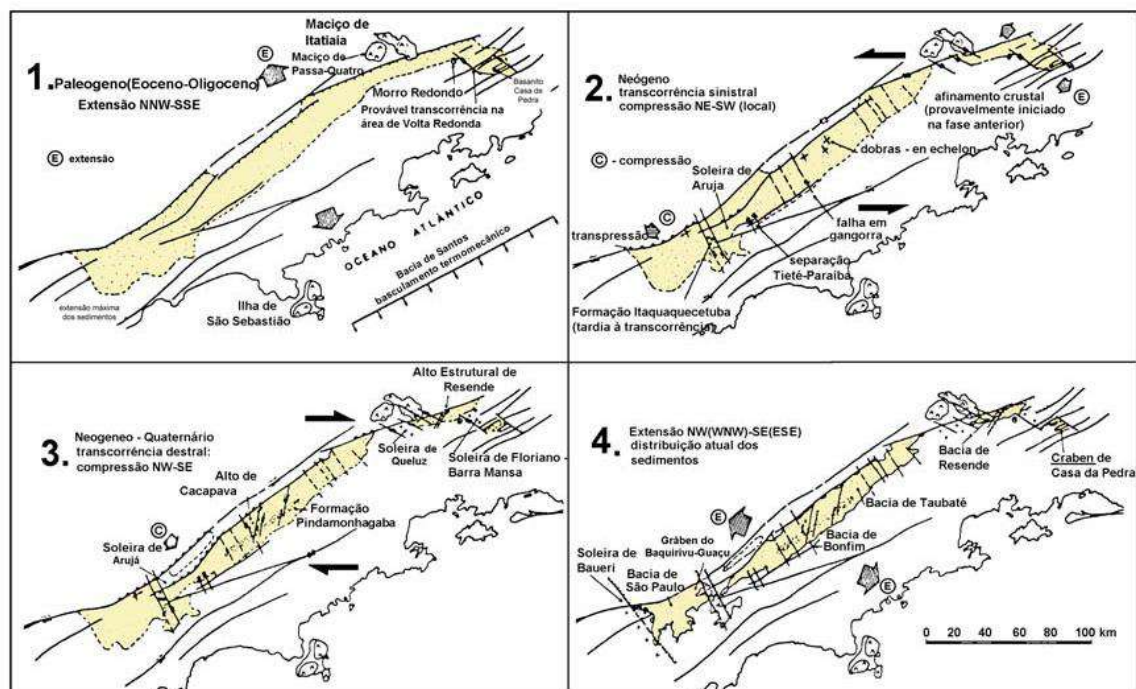 1. Paleogeno(Eoceno-Oligoceno)
Extensão NNW-SSE
E
E extensão
Maciço de
Itatiaia
Maciço de
Passa-Quatro
Morro Redondo
Provável transcorrência na
área de Volta Redonda
Basanito
Casa de
Pedra
OCEANO ATLÂNTICO
Bacia de Santos
basculamento termomecânico
Ilha de
São Sebastião
extensão máxima
dos sedimentos
2. Neógeno
transcorrência sinistral
compressão NE-SW (local)
C - compressão
E
afinamento crustal
(provavelmente iniciado
na fase anterior)
dobras - en echelon
Soleira de
Aruja
C
transpressão
falha em
gangorra
separação
Tietê-Paraiba
Formação Itaquaquecetuba
(tardia à transcorrência)
3. Neogeneo - Quaternário
transcorrência destral:
compressão NW-SE
Alto Estrutural de
Resende
Soleira de
Queluz
Soleira de Floriano -
Barra Mansa
Alto de
Cacapava
Formação
Pindamonhagaba
C
Soleira de
Arujá
4. Extensão NW(WNW)-SE(ESE)
distribuição atual dos
sedimentos
Bacia de
Resende
Craben de
Casa da Pedra
E
Bacia de Taubaté
Gráben do
Baquirivu-Guaçu
Bacia de
Bonfim
Soleira de
Baueri
Bacia de
São Paulo
E
0 20 40 60 80 100 km